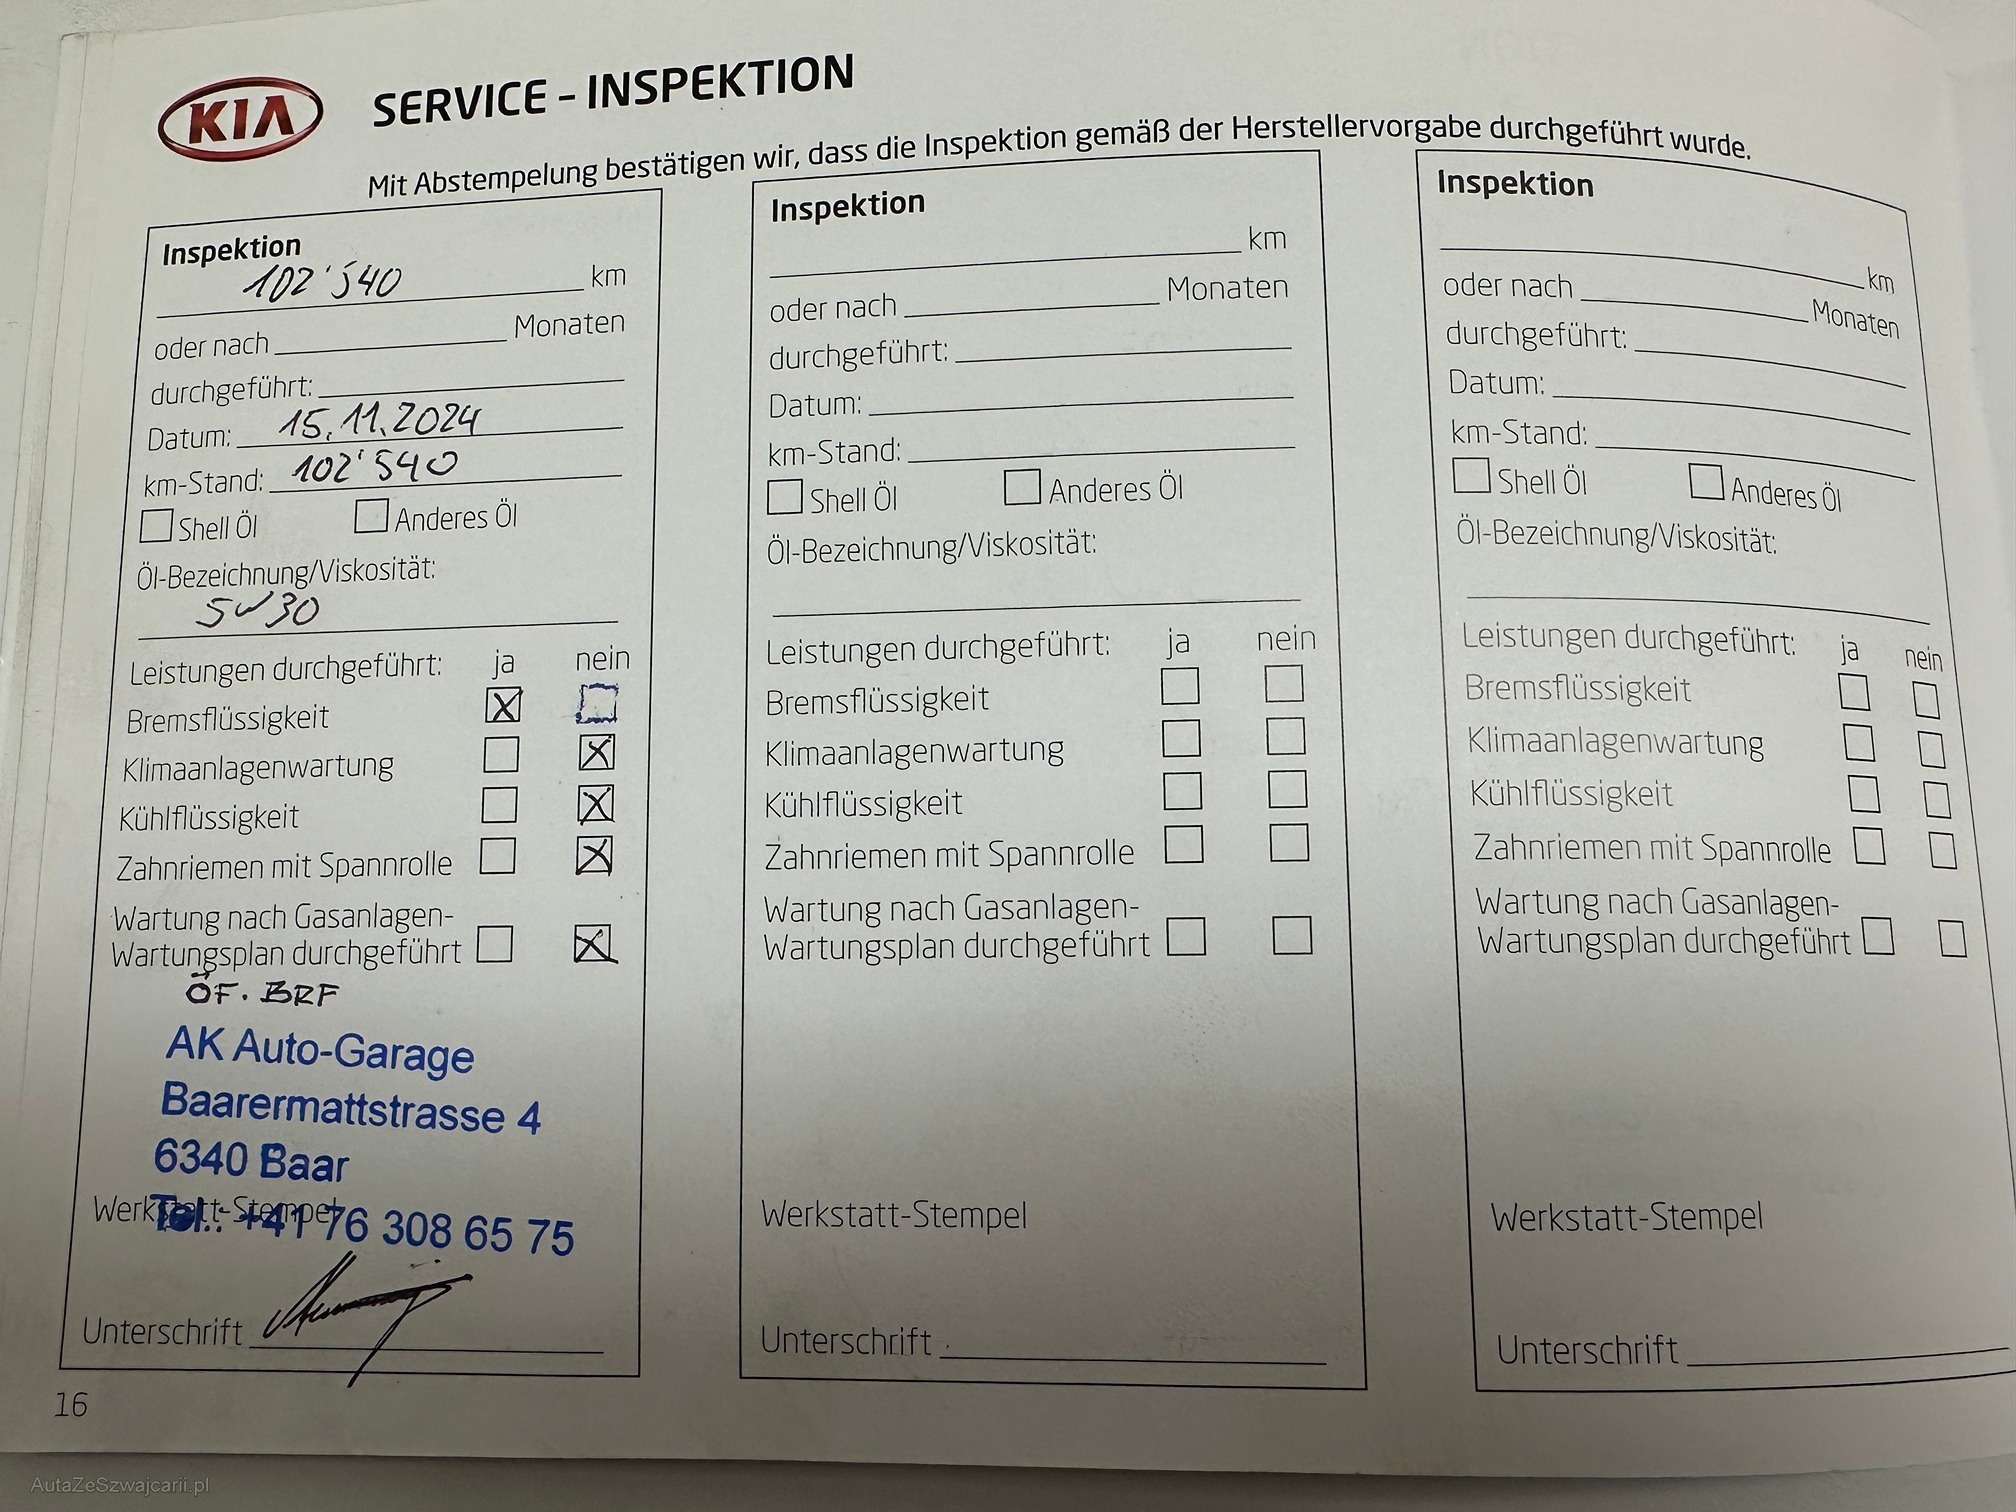 KIA
SERVICE - INSPEKTION
Mit Abstempelung bestätigen wir, dass die Inspektion gemäß der Herstellervorgabe durchgeführt wurde.
Inspektion
102'540 km
oder nach Monaten
durchgeführt:
Datum: 15.11.2024
km-Stand: 102'540
Shell Öl Anderes Öl
Öl-Bezeichnung/Viskosität:
5W30
Leistungen durchgeführt: ja nein
Bremsflüssigkeit X
Klimaanlagenwartung X
Kühlflüssigkeit X
Zahnriemen mit Spannrolle X
Wartung nach Gasanlagen-
Wartungsplan durchgeführt X
ÖF. BRF
AK Auto-Garage
Baarermattstrasse 4
6340 Baar
Werkstatt-Stempel
Tel.: +41 76 308 65 75
Unterschrift
16
Inspektion
km
oder nach Monaten
durchgeführt:
Datum:
km-Stand:
Shell Öl Anderes Öl
Öl-Bezeichnung/Viskosität:
Leistungen durchgeführt: ja nein
Bremsflüssigkeit
Klimaanlagenwartung
Kühlflüssigkeit
Zahnriemen mit Spannrolle
Wartung nach Gasanlagen-
Wartungsplan durchgeführt
Werkstatt-Stempel
Unterschrift
Inspektion
km
oder nach Monaten
durchgeführt:
Datum:
km-Stand:
Shell Öl Anderes Öl
Öl-Bezeichnung/Viskosität:
Leistungen durchgeführt: ja nein
Bremsflüssigkeit
Klimaanlagenwartung
Kühlflüssigkeit
Zahnriemen mit Spannrolle
Wartung nach Gasanlagen-
Wartungsplan durchgeführt
Werkstatt-Stempel
Unterschrift
AutaZeSzwajcarii.pl